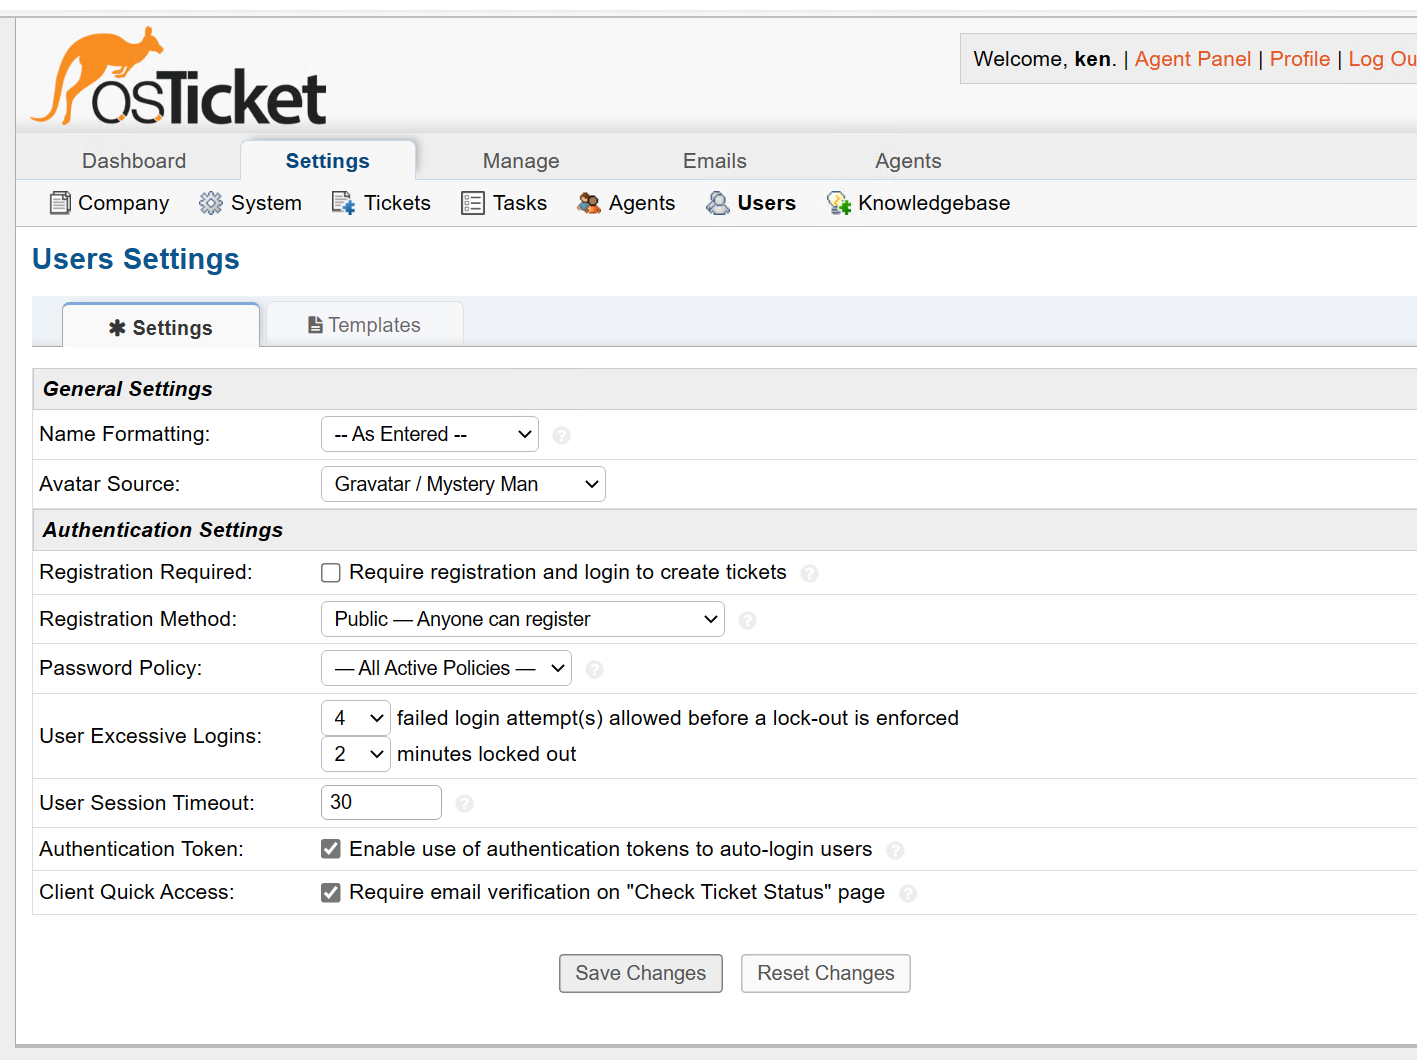 osTicket
Welcome, ken. | Agent Panel | Profile | Log Ou
Dashboard Settings Manage Emails Agents
Company System Tickets Tasks Agents Users Knowledgebase
Users Settings
Settings Templates
General Settings
Name Formatting: -- As Entered --
Avatar Source: Gravatar / Mystery Man
Authentication Settings
Registration Required: Require registration and login to create tickets
Registration Method: Public — Anyone can register
Password Policy: — All Active Policies —
User Excessive Logins: 4 failed login attempt(s) allowed before a lock-out is enforced
2 minutes locked out
User Session Timeout: 30
Authentication Token: Enable use of authentication tokens to auto-login users
Client Quick Access: Require email verification on "Check Ticket Status" page
Save Changes Reset Changes